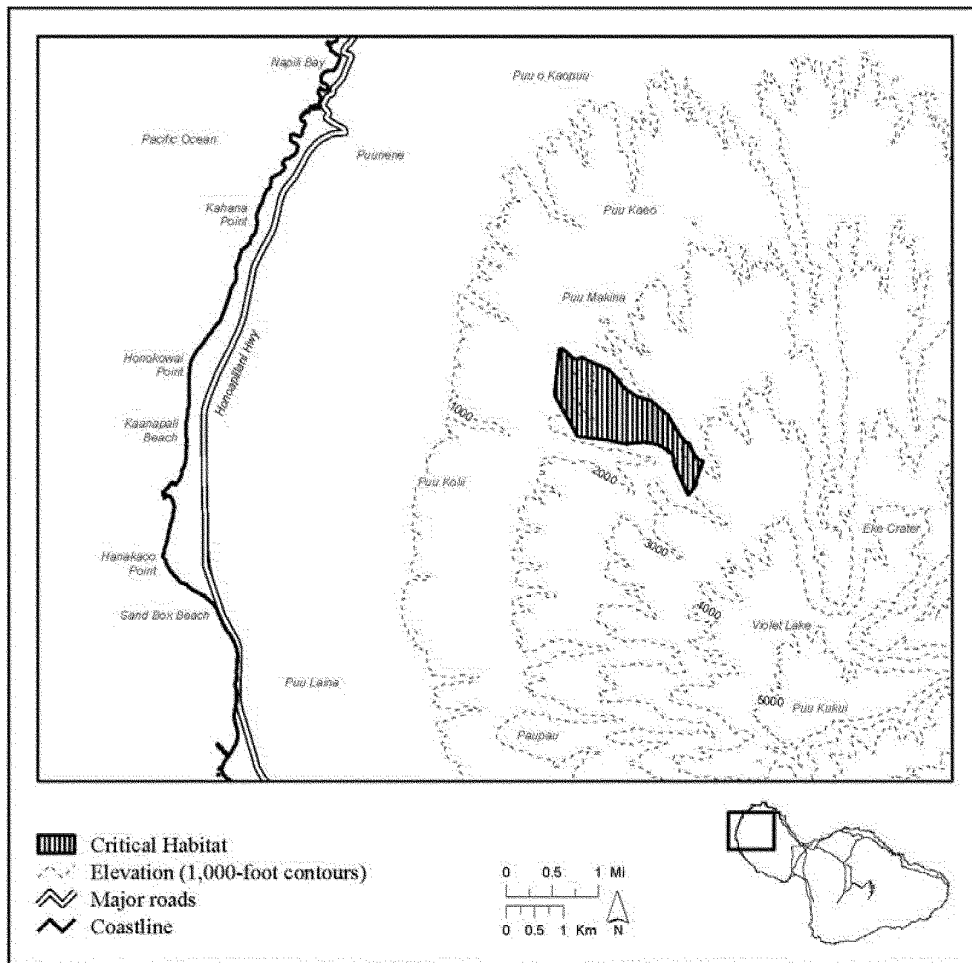 Napili Bay
Puu o Kaopuu
Pacific Ocean
Puunene
Kahana
Point
Puu Kaeo
Puu Makina
Honokowai
Point
Honoapiilani Hwy
Kaanapali
Beach
1000
2000
Puu Kolii
Eke Crater
3000
Hanakaoo
Point
4000
Sand Box Beach
Violet Lake
Puu Laina
5000
Puu Kukui
Paupau
Critical Habitat
Elevation (1,000-foot contours)
Major roads
Coastline
0 0.5 1 Mi
0 0.5 1 Km
N